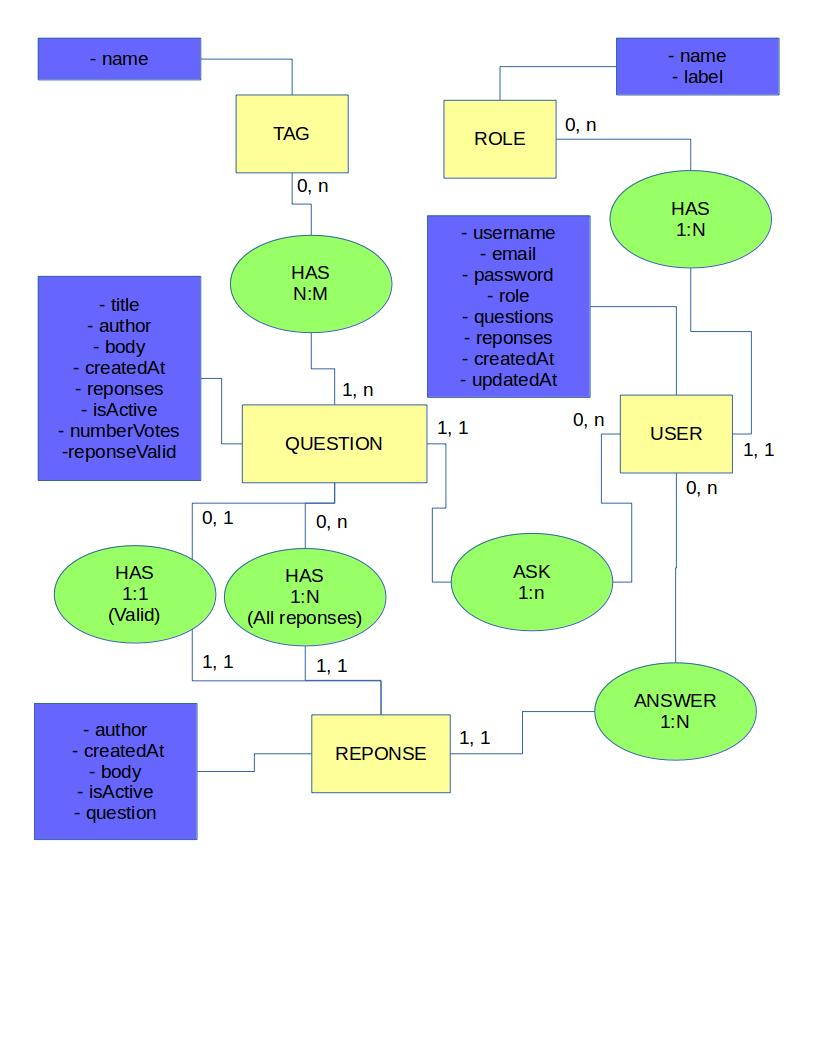 - name
- name
- label
TAG
ROLE
0, n
0, n
HAS
1:N
- username
- email
- password
- role
- questions
- reponses
- createdAt
- updatedAt
HAS
N:M
- title
- author
- body
- createdAt
- reponses
- isActive
- numberVotes
-reponseValid
1, n
QUESTION
1, 1
0, n
USER
1, 1
0, n
0, 1
0, n
HAS
1:1
(Valid)
HAS
1:N
(All reponses)
ASK
1:n
1, 1
1, 1
ANSWER
1:N
- author
- createdAt
- body
- isActive
- question
REPONSE
1, 1